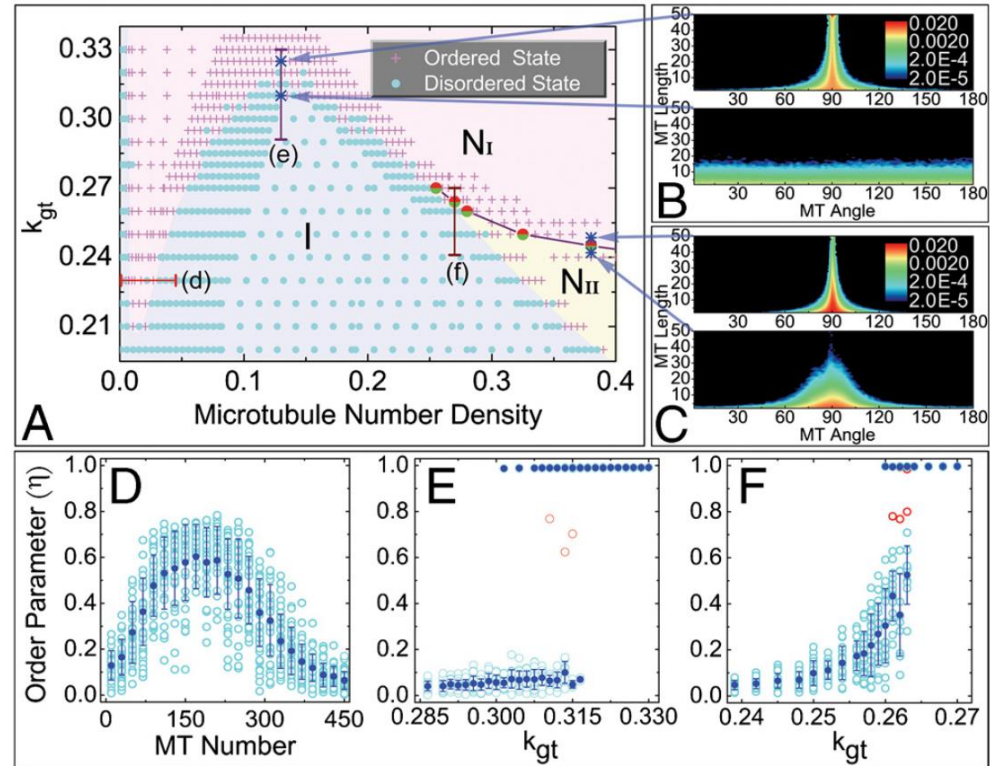 A
k_gt
0.33
0.30
0.27
0.24
0.21
0.0
0.1
0.2
0.3
0.4
Microtubule Number Density
Ordered State
Disordered State
N_I
I
N_II
(d)
(e)
(f)
B
MT Length
50
40
30
20
10
0.020
0.0020
2.0E-4
2.0E-5
30 60 90 120 150 180
50
40
30
20
10
30 60 90 120 150 180
MT Angle
C
MT Length
50
40
30
20
10
0.020
0.0020
2.0E-4
2.0E-5
30 60 90 120 150 180
50
40
30
20
10
30 60 90 120 150 180
MT Angle
D
Order Parameter (η)
1.0
0.8
0.6
0.4
0.2
0.0
0 150 300 450
MT Number
E
1.0
0.8
0.6
0.4
0.2
0.0
0.285 0.300 0.315 0.330
k_gt
F
1.0
0.8
0.6
0.4
0.2
0.0
0.24 0.25 0.26 0.27
k_gt